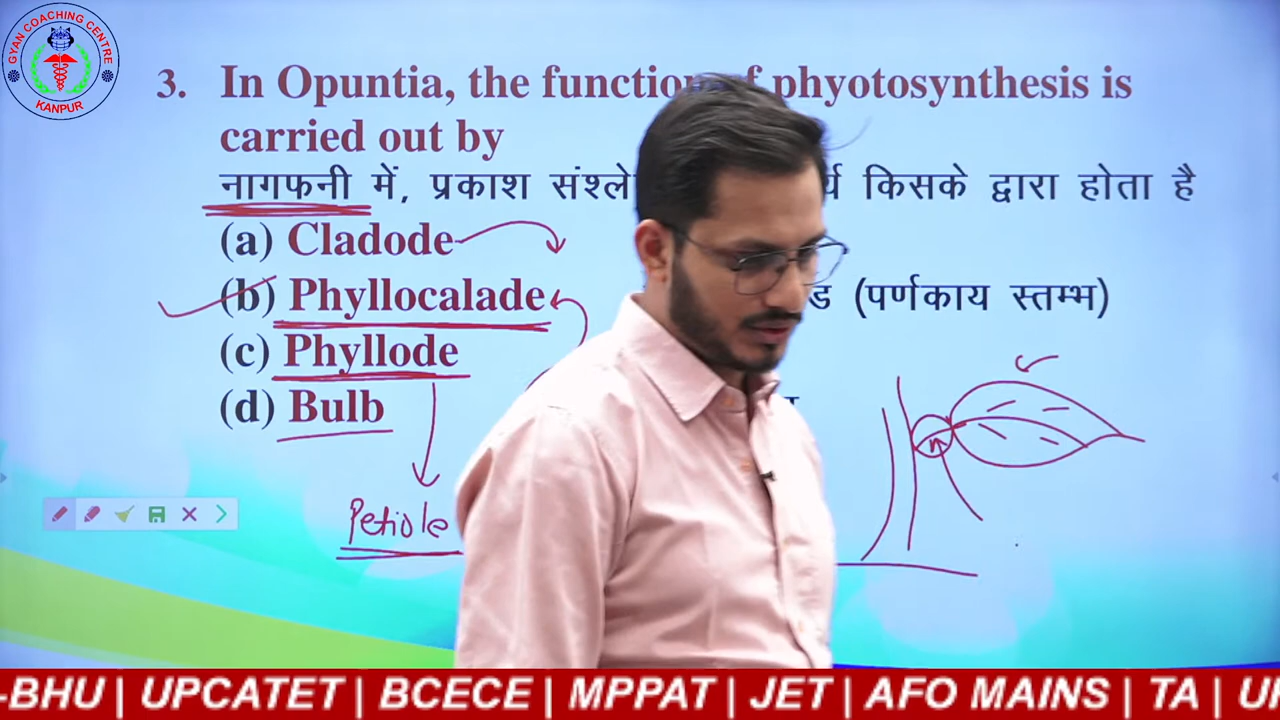 GYAN COACHING CENTRE
KANPUR
3. In Opuntia, the function of phyotosynthesis is
carried out by
नागफनी में, प्रकाश किसके द्वारा होता है
(a) Cladode
(b) Phyllocalade (पर्णकाय स्तम्भ)
(c) Phyllode
(d) Bulb
Petiole
-BHU | UPCATET | BCECE | MPPAT | JET | AFO MAINS | TA |